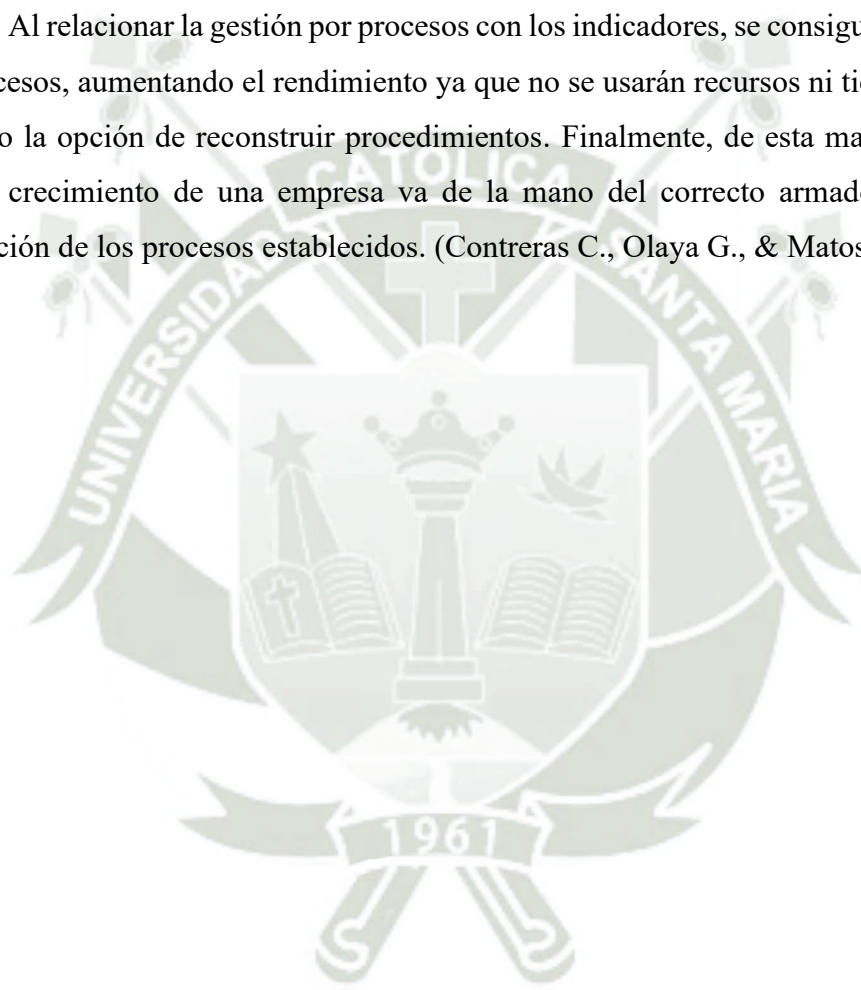 Al relacionar la gestión por procesos con los indicadores, se consigu
cesos, aumentando el rendimiento ya que no se usarán recursos ni tie
o la opción de reconstruir procedimientos. Finalmente, de esta ma
crecimiento de una empresa va de la mano del correcto armad
ción de los procesos establecidos. (Contreras C., Olaya G., & Matos
UNIVERSIDAD CATOLICA SANTA MARIA
1961